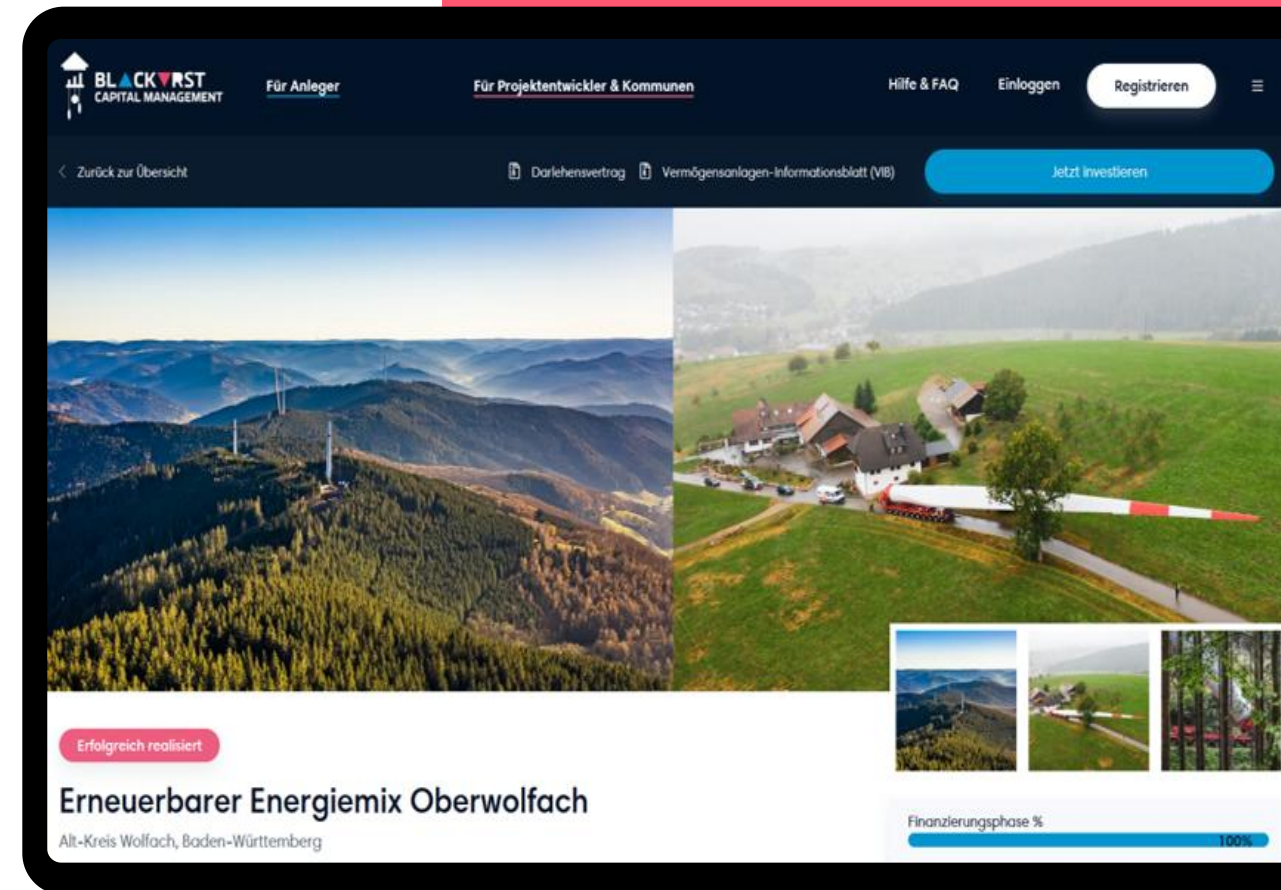 BLACKVRST
CAPITAL MANAGEMENT
Für Anleger
Für Projektentwickler & Kommunen
Hilfe & FAQ
Einloggen
Registrieren
Zurück zur Übersicht
Darlehensvertrag
Vermögensanlagen-Informationsblatt (VIB)
Jetzt investieren
Erfolgreich realisiert
Erneuerbarer Energiemix Oberwolfach
Alt-Kreis Wolfach, Baden-Württemberg
Finanzierungsphase %
100%